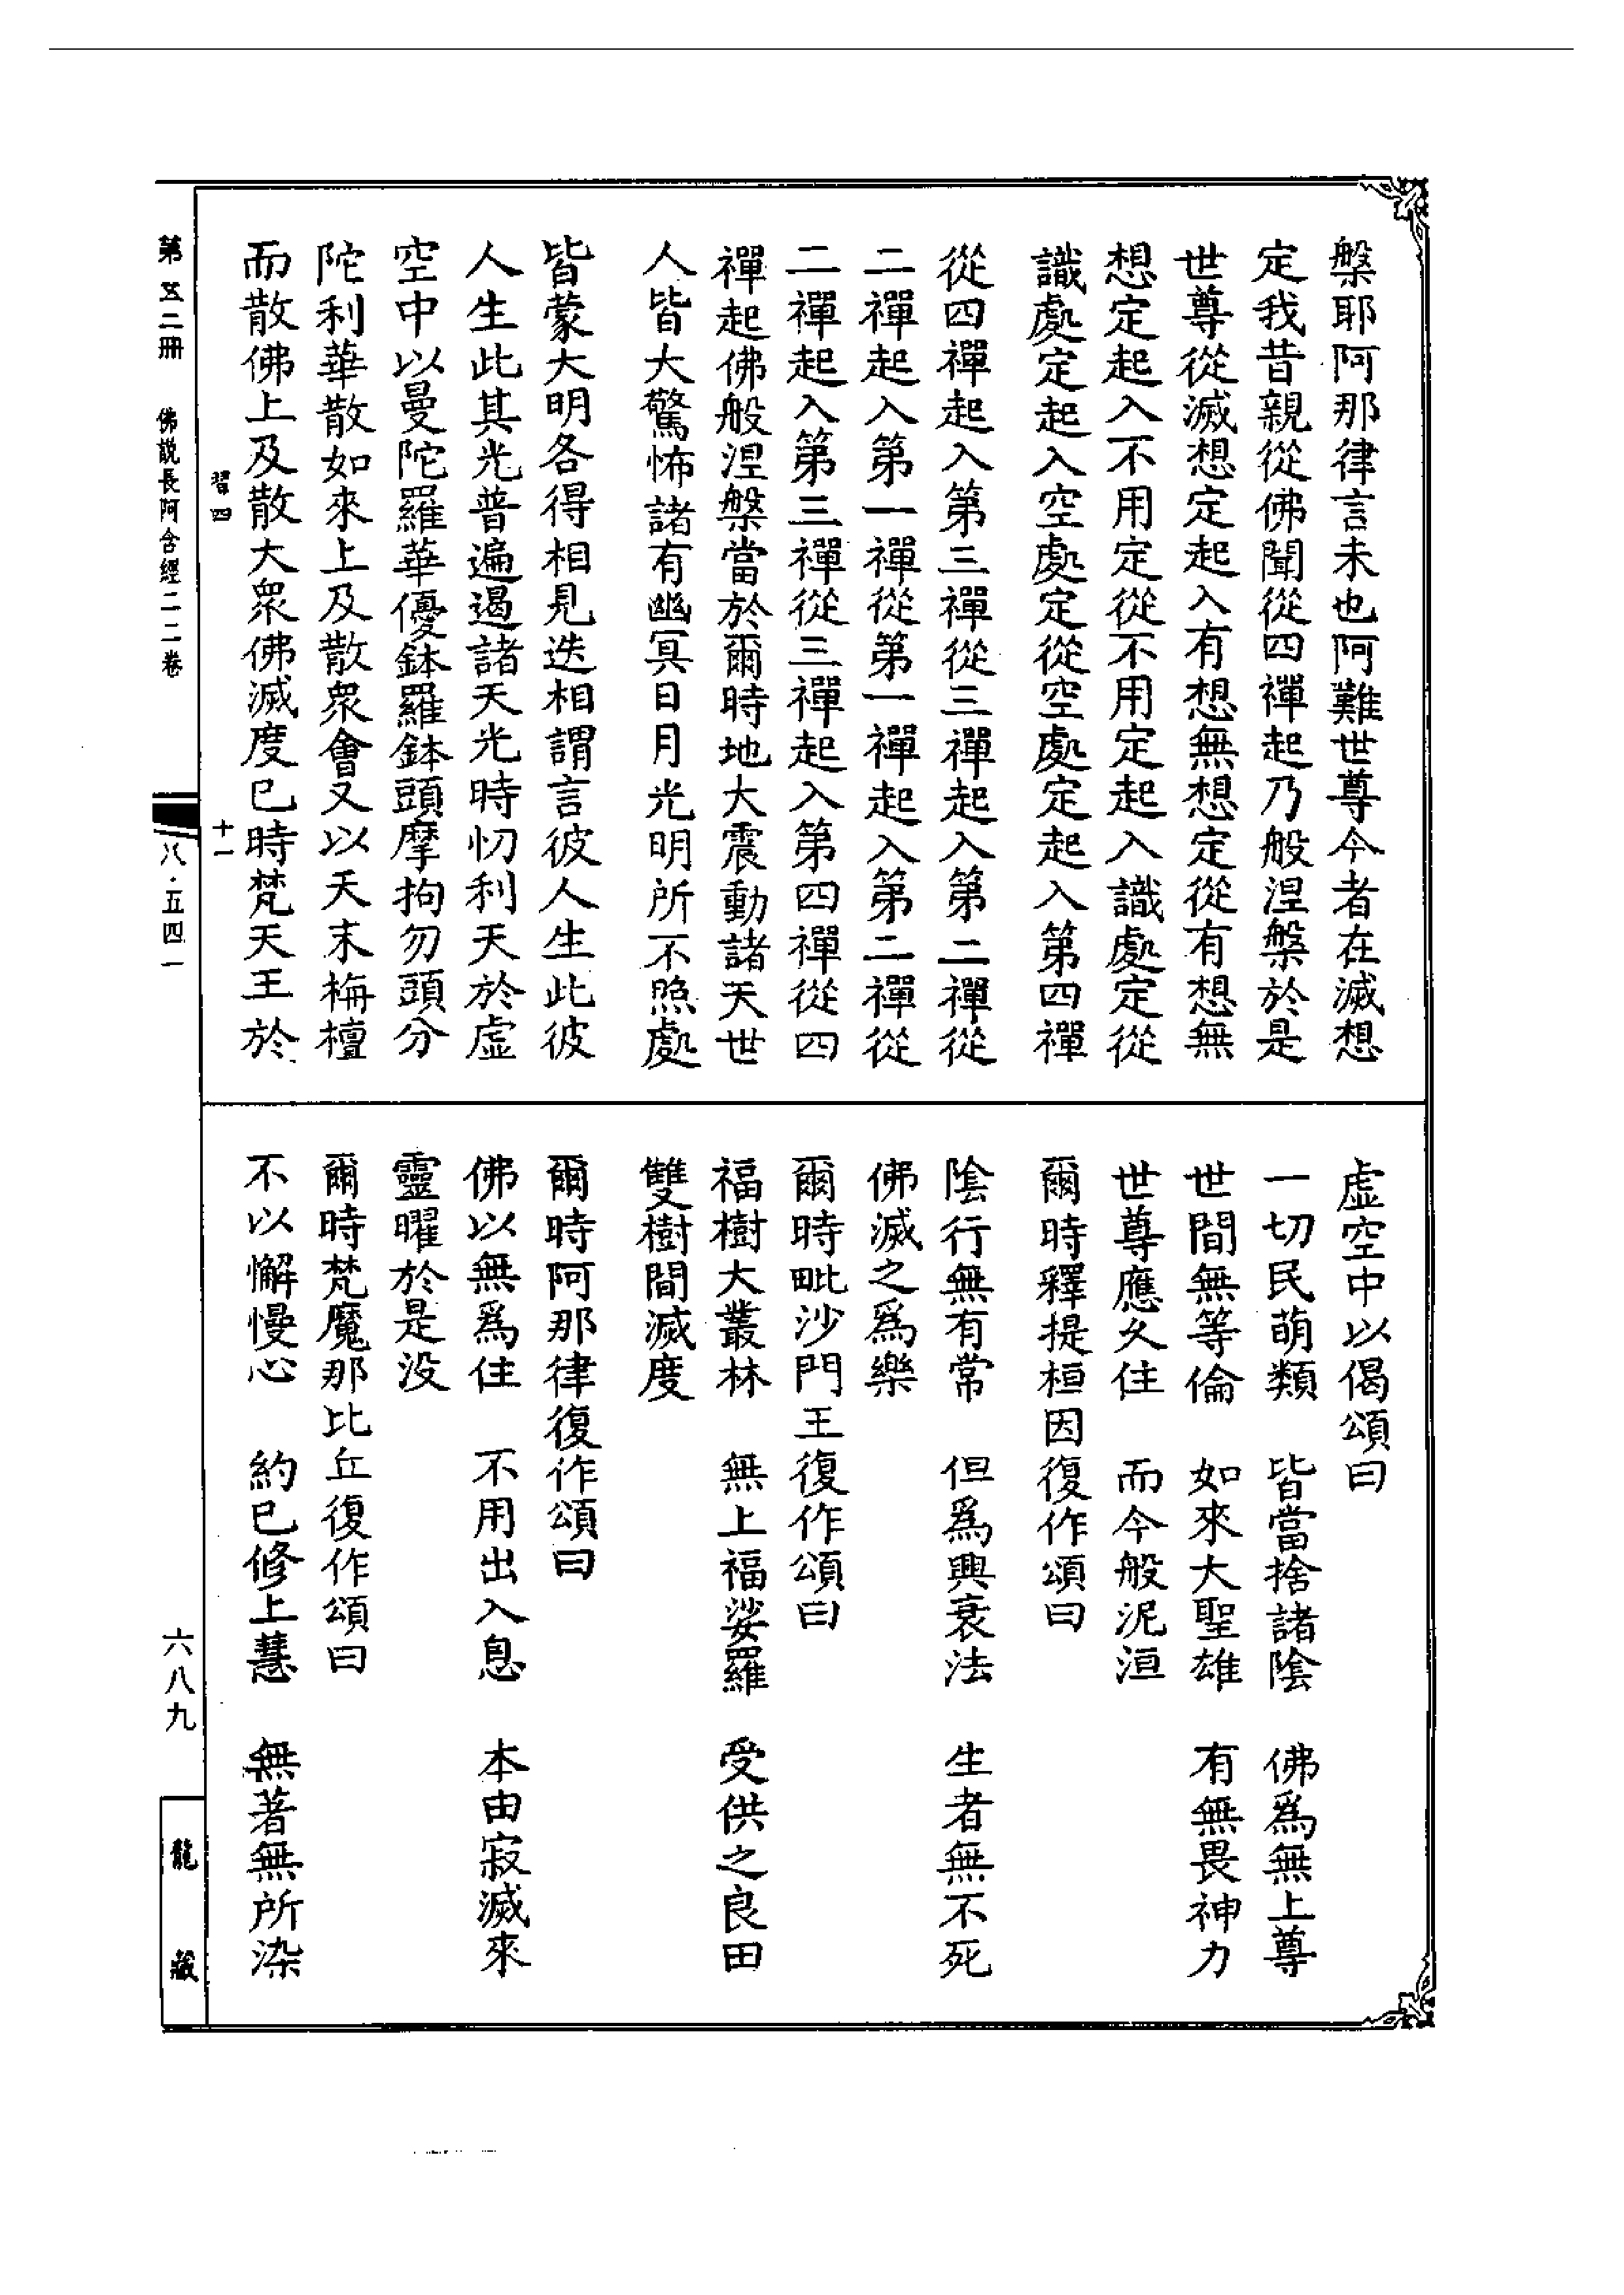 槃耶阿那律言未也阿難世尊今者在滅想
定我昔親從佛聞從四禪起乃般涅槃於是
世尊從滅想定起入有想無想定從有想無
想定起入不用定從不用定起入識處定從
識處定起入空處定從空處定起入第四禪
從四禪起入第三禪從三禪起入第二禪從
二禪起入第一禪從第一禪起入第二禪從
二禪起入第三禪從三禪起入第四禪從四
禪起佛般涅槃當於爾時地大震動諸天世
人皆大驚怖諸有幽冥日月光明所不照處
皆蒙大明各得相見迭相謂言彼人生此彼
人生此其光普遍遏諸天光時忉利天於虛
空中以曼陀羅華優鉢羅鉢頭摩拘勿頭分
陀利華散如來上及散眾會又以天末栴檀
而散佛上及散大眾佛滅度已時梵天王於
虛空中以偈頌曰
一切民萌類　皆當捨諸陰　佛爲無上尊
世間無等倫　如來大聖雄　有無畏神力
世尊應久住　而今般泥洹
爾時釋提桓因復作頌曰
陰行無有常　但爲興衰法　生者無不死
佛滅之爲樂
爾時毗沙門王復作頌曰
福樹大叢林　無上福娑羅　受供之良田
雙樹間滅度
爾時阿那律復作頌曰
佛以無爲住　不用出入息　本由寂滅來
靈曜於是没
爾時梵魔那比丘復作頌曰
不以懈慢心　約已修上慧　無著無所染
習四　十一
第五二冊　佛説長阿含經二二卷　八·五四一　六八九　龍藏